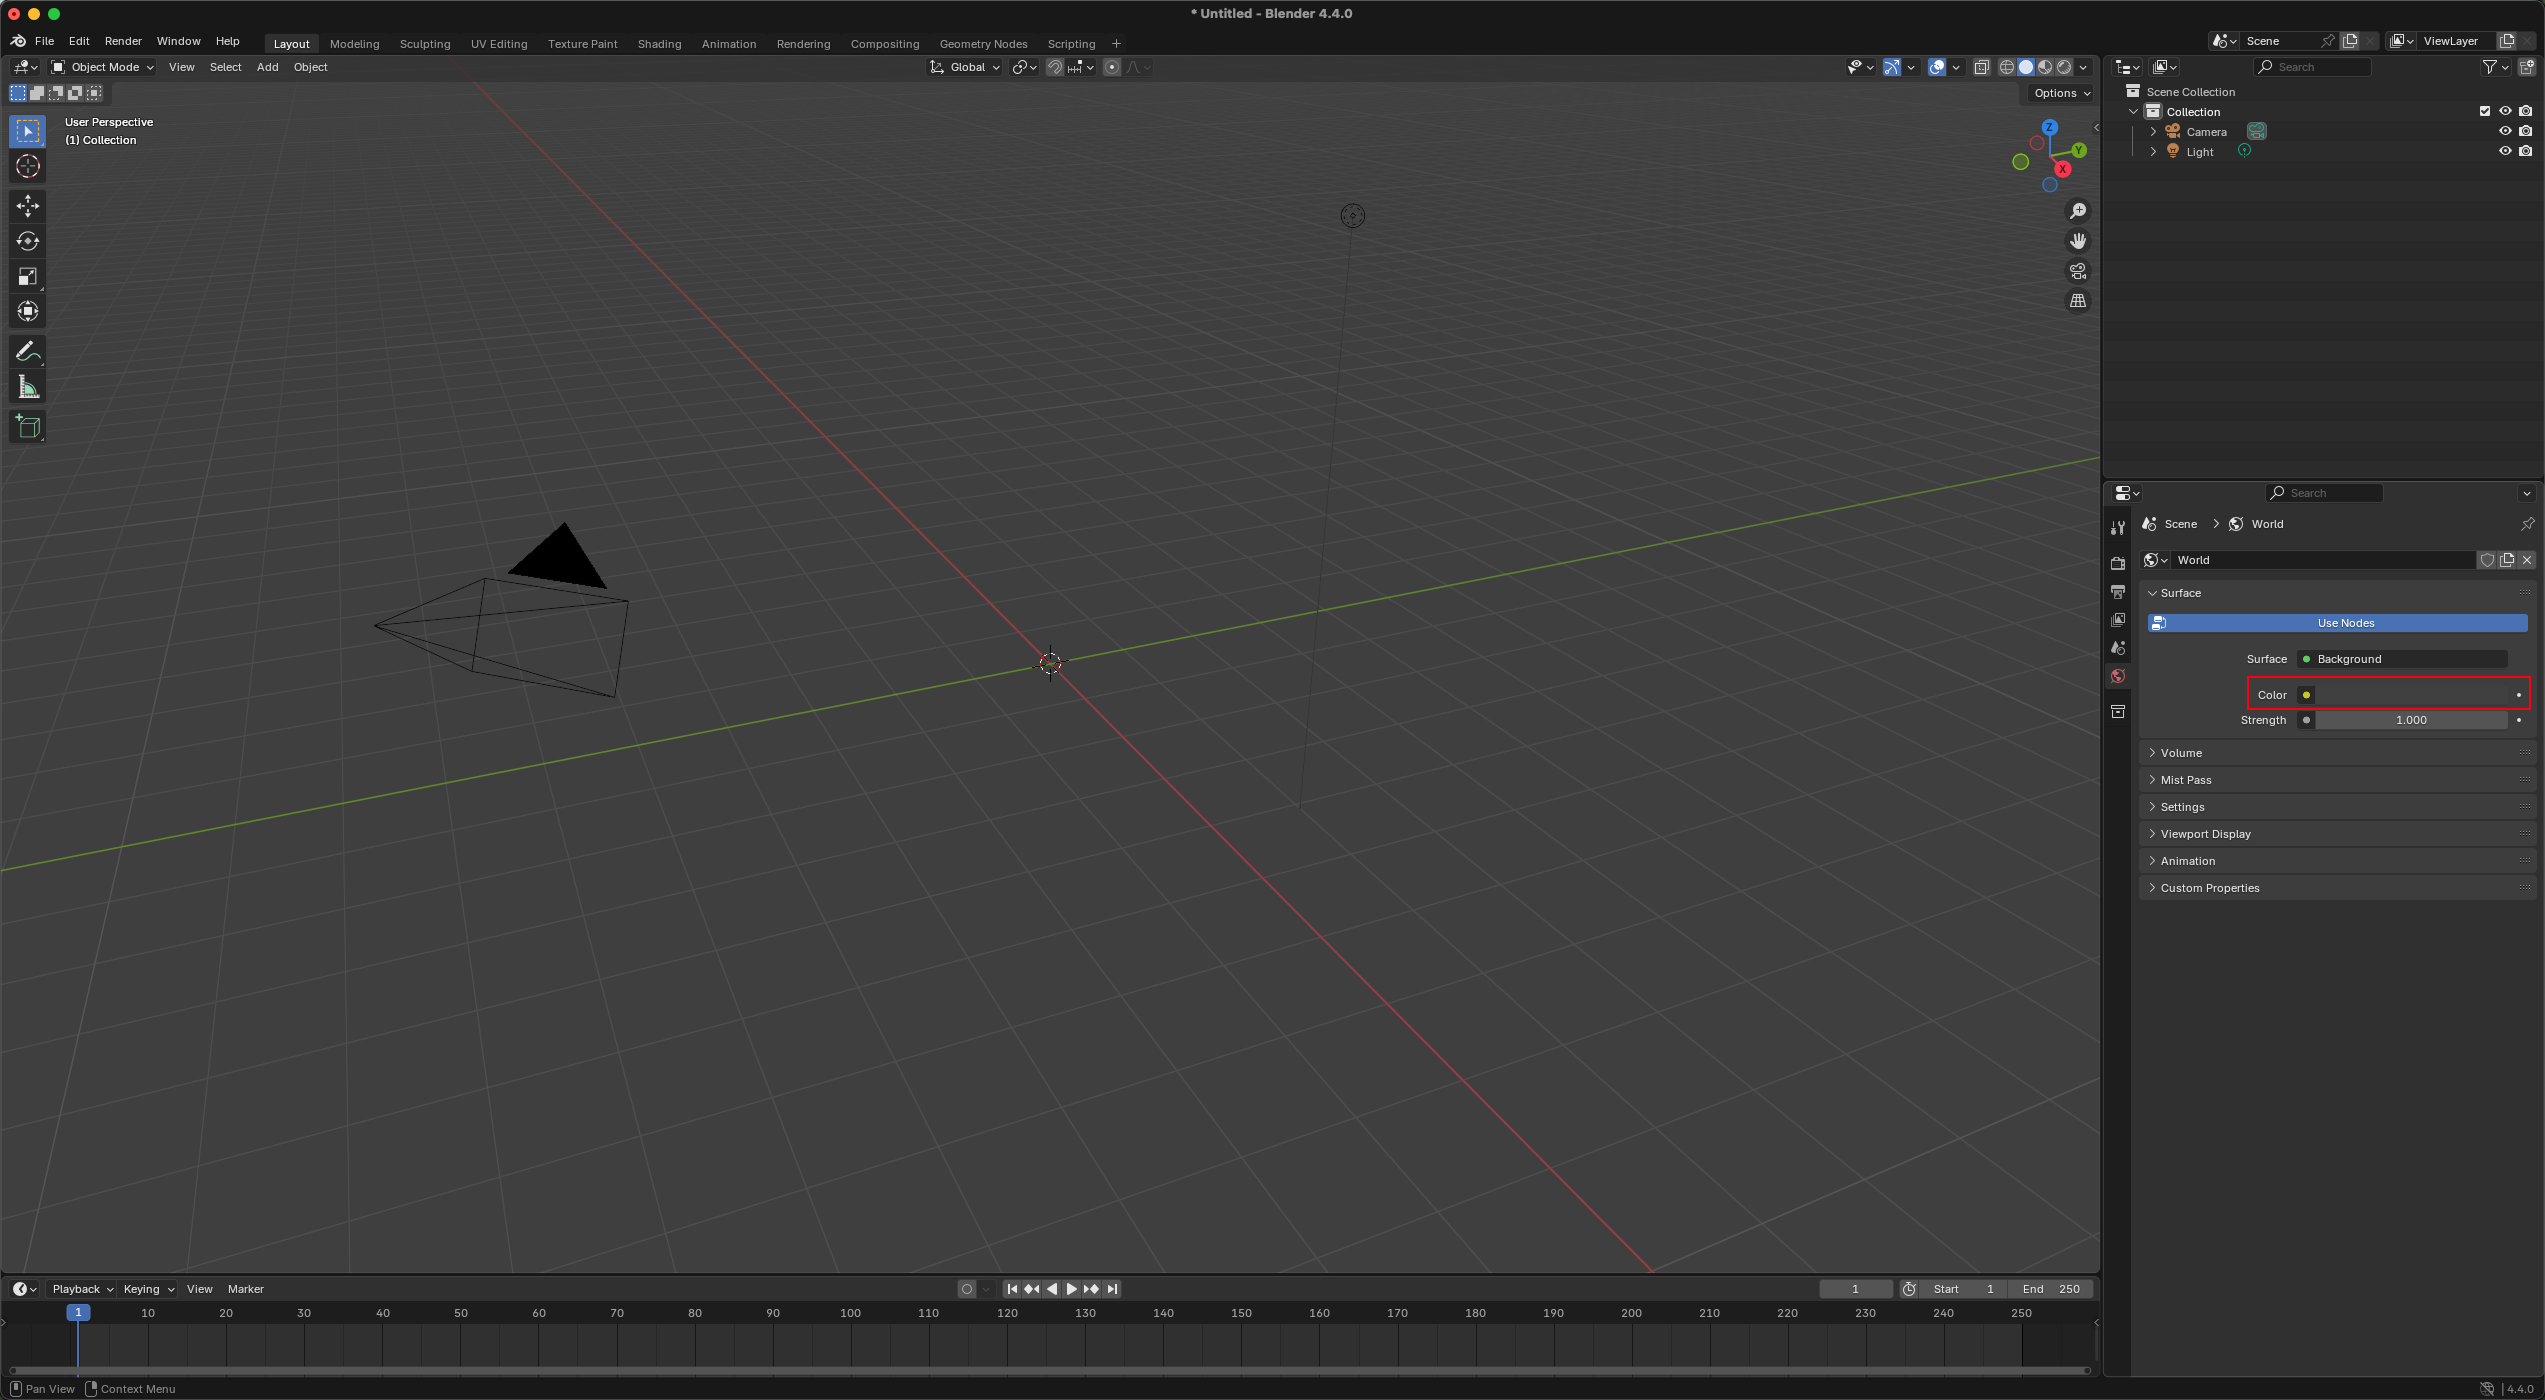 * Untitled - Blender 4.4.0
File Edit Render Window Help Layout Modeling Sculpting UV Editing Texture Paint Shading Animation Rendering Compositing Geometry Nodes Scripting + Scene ViewLayer
Object Mode View Select Add Object Global Search
Options
User Perspective
(1) Collection
Z
Y
X
Scene Collection
Collection
Camera
Light
Search
Scene > World
World
Surface
Use Nodes
Surface Background
Color
Strength 1.000
Volume
Mist Pass
Settings
Viewport Display
Animation
Custom Properties
Playback Keying View Marker 1 Start 1 End 250
1 10 20 30 40 50 60 70 80 90 100 110 120 130 140 150 160 170 180 190 200 210 220 230 240 250
Pan View Context Menu 4.4.0